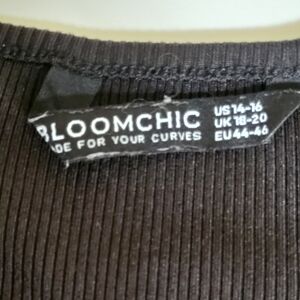 BLOOMCHIC
ADE FOR YOUR CURVES
US 14-16
UK 18-20
EU 44-46